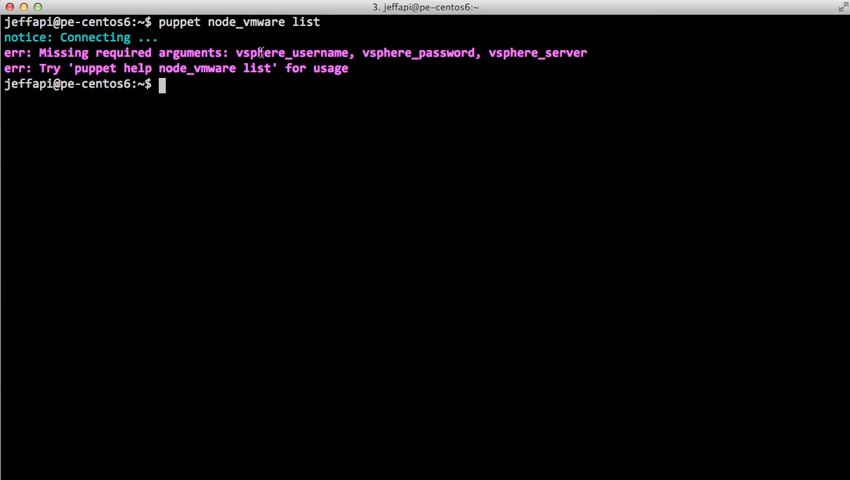 3. jeffapi@pe-centos6:~
jeffapi@pe-centos6:~$ puppet node_vmware list
notice: Connecting ...
err: Missing required arguments: vsphere_username, vsphere_password, vsphere_server
err: Try 'puppet help node_vmware list' for usage
jeffapi@pe-centos6:~$